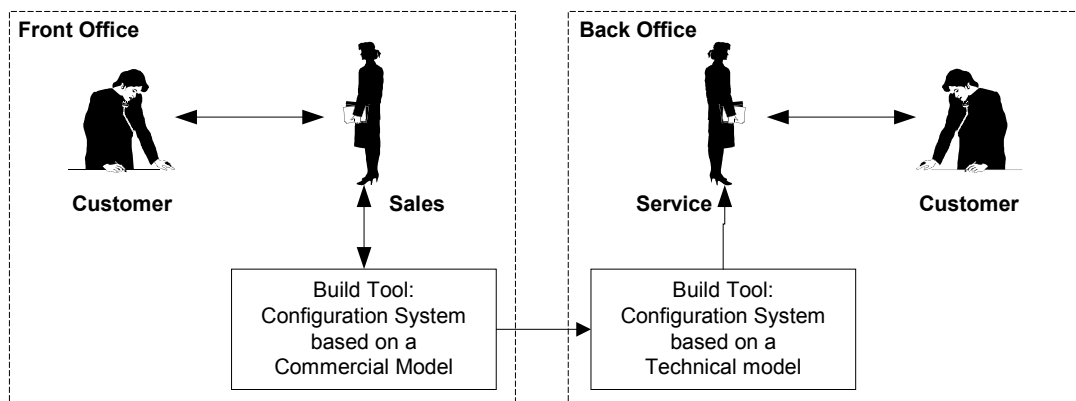 Front Office
Customer
Sales
Build Tool:
Configuration System
based on a
Commercial Model
Back Office
Service
Customer
Build Tool:
Configuration System
based on a
Technical model